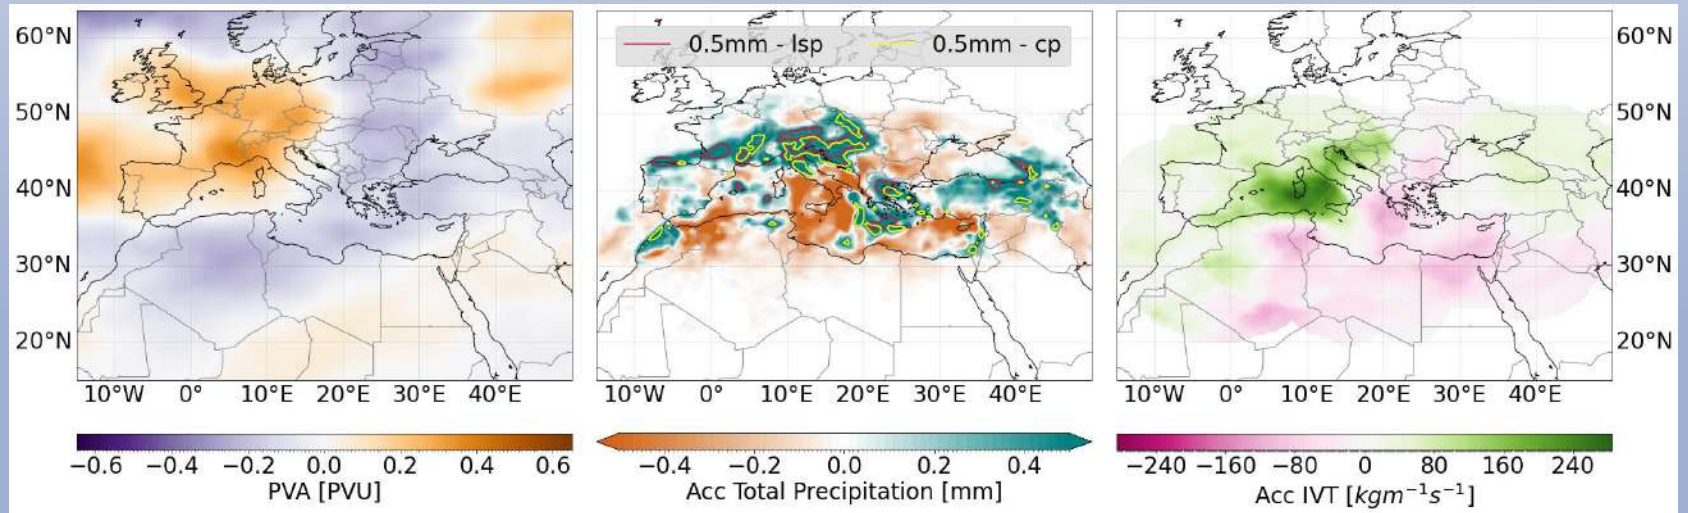 0.5mm - lsp 0.5mm - cp
60°N
50°N
40°N
30°N
20°N
60°N
50°N
40°N
30°N
20°N
10°W 0° 10°E 20°E 30°E 40°E
10°W 0° 10°E 20°E 30°E 40°E
10°W 0° 10°E 20°E 30°E 40°E
−0.6 −0.4 −0.2 0.0 0.2 0.4 0.6
PVA [PVU]
−0.4 −0.2 0.0 0.2 0.4
Acc Total Precipitation [mm]
−240 −160 −80 0 80 160 240
Acc IVT [kgm⁻¹s⁻¹]